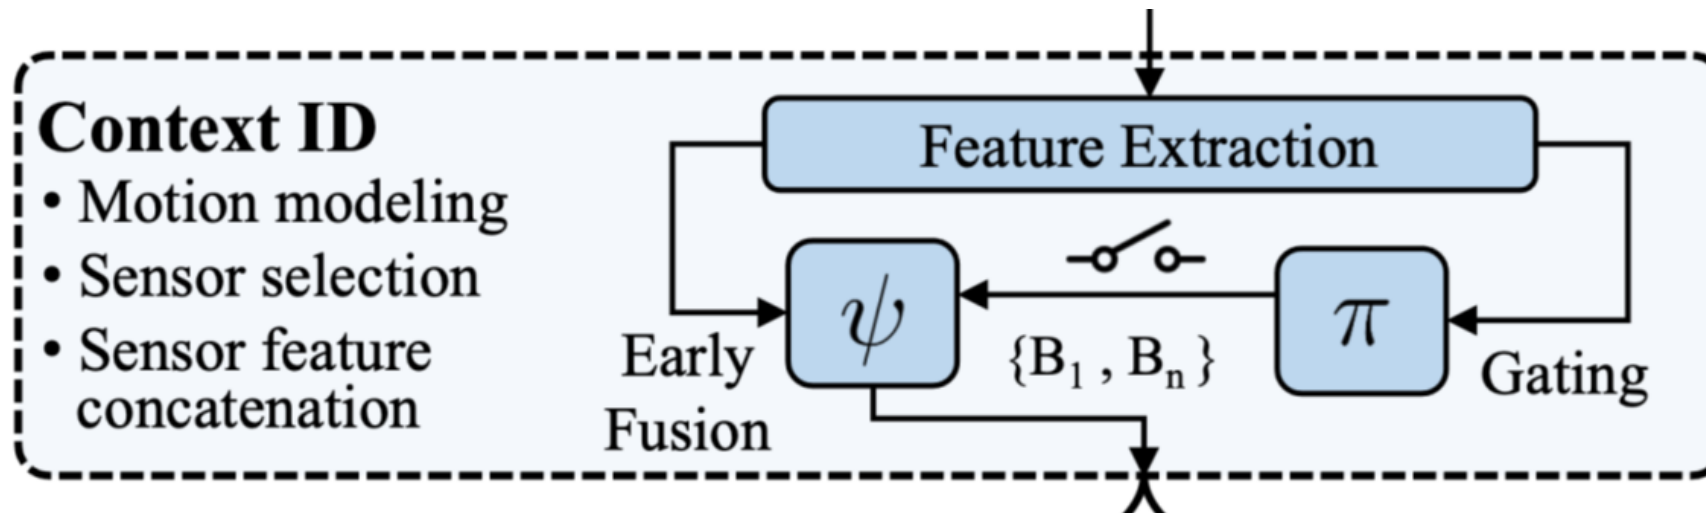 Context ID
• Motion modeling
• Sensor selection
• Sensor feature
concatenation
Feature Extraction
ψ
{B₁ , Bₙ}
π
Early
Fusion
Gating